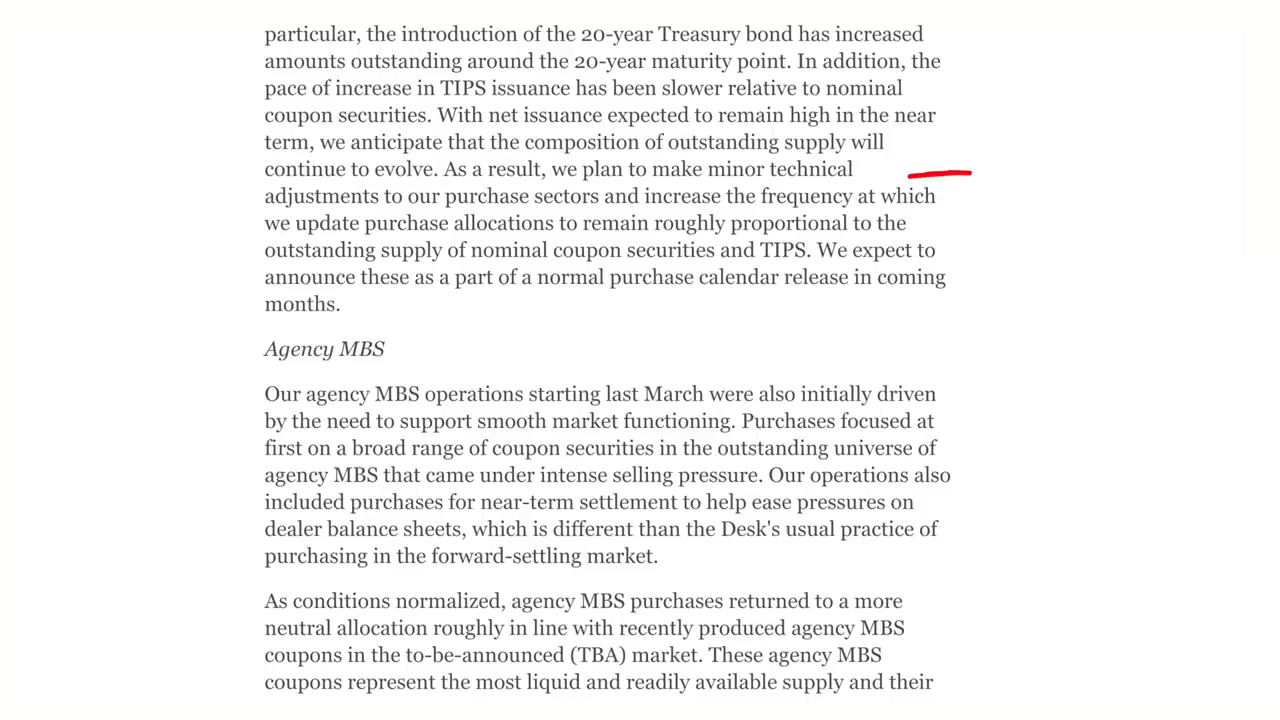 particular, the introduction of the 20-year Treasury bond has increased
amounts outstanding around the 20-year maturity point. In addition, the
pace of increase in TIPS issuance has been slower relative to nominal
coupon securities. With net issuance expected to remain high in the near
term, we anticipate that the composition of outstanding supply will
continue to evolve. As a result, we plan to make minor technical
adjustments to our purchase sectors and increase the frequency at which
we update purchase allocations to remain roughly proportional to the
outstanding supply of nominal coupon securities and TIPS. We expect to
announce these as a part of a normal purchase calendar release in coming
months.
Agency MBS
Our agency MBS operations starting last March were also initially driven
by the need to support smooth market functioning. Purchases focused at
first on a broad range of coupon securities in the outstanding universe of
agency MBS that came under intense selling pressure. Our operations also
included purchases for near-term settlement to help ease pressures on
dealer balance sheets, which is different than the Desk's usual practice of
purchasing in the forward-settling market.
As conditions normalized, agency MBS purchases returned to a more
neutral allocation roughly in line with recently produced agency MBS
coupons in the to-be-announced (TBA) market. These agency MBS
coupons represent the most liquid and readily available supply and their